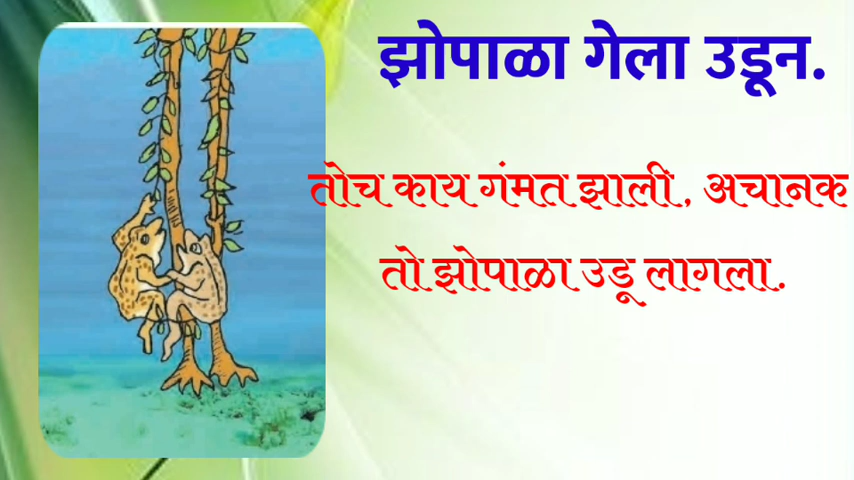 झोपाळा गेला उडून.
तोच काय गंमत झाली, अचानक
तो झोपाळा उडू लागला.